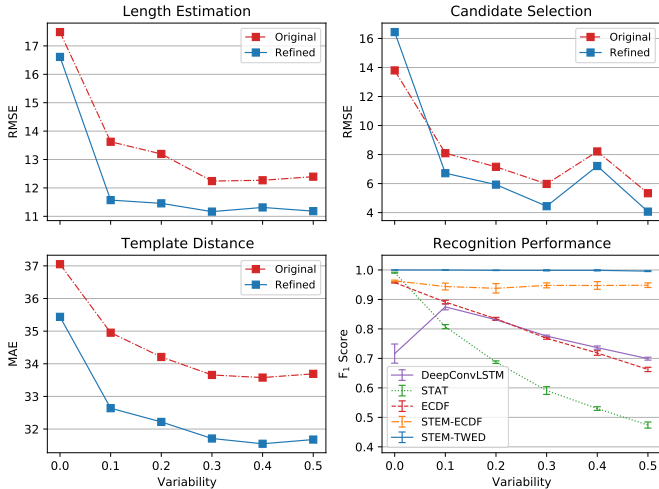 Length Estimation
17
16
15
14
13
12
11
RMSE
Original
Refined
Candidate Selection
16
14
12
10
8
6
4
RMSE
Original
Refined
Template Distance
37
36
35
34
33
32
MAE
Original
Refined
0.0 0.1 0.2 0.3 0.4 0.5
Variability
Recognition Performance
1.0
0.9
0.8
0.7
0.6
0.5
0.4
F₁ Score
DeepConvLSTM
STAT
ECDF
STEM-ECDF
STEM-TWED
0.0 0.1 0.2 0.3 0.4 0.5
Variability